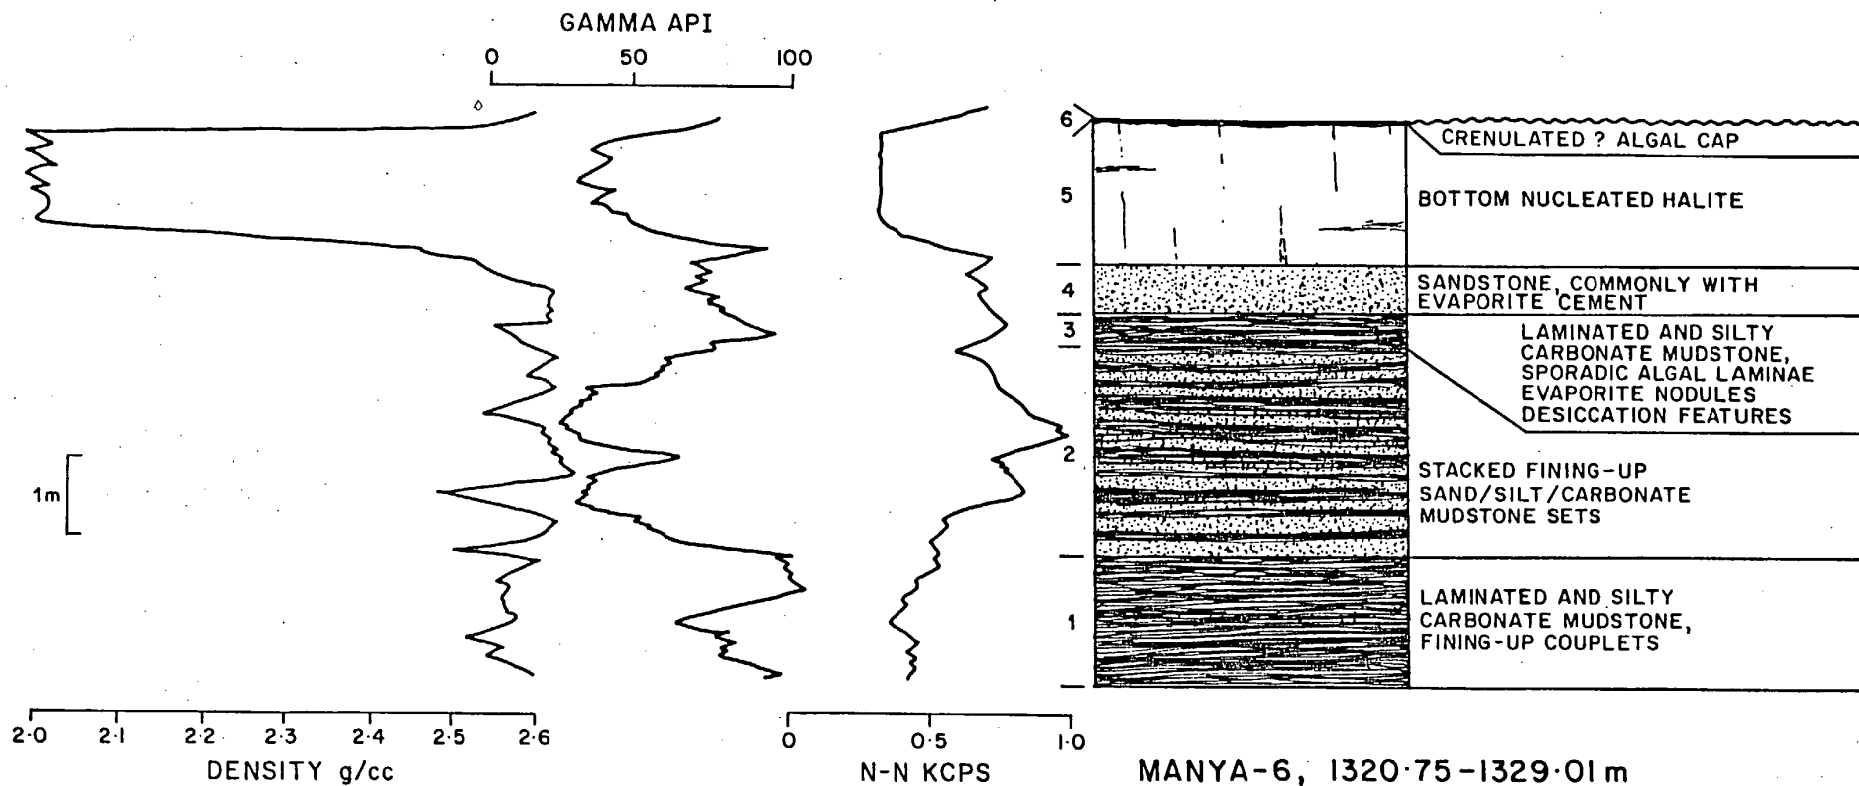 GAMMA API
0 50 100
6
CRENULATED ? ALGAL CAP
5
BOTTOM NUCLEATED HALITE
4
SANDSTONE, COMMONLY WITH
EVAPORITE CEMENT
3
LAMINATED AND SILTY
CARBONATE MUDSTONE,
SPORADIC ALGAL LAMINAE
EVAPORITE NODULES
DESICCATION FEATURES
2
1m
STACKED FINING-UP
SAND/SILT/CARBONATE
MUDSTONE SETS
1
LAMINATED AND SILTY
CARBONATE MUDSTONE,
FINING-UP COUPLETS
2·0 2·1 2·2 2·3 2·4 2·5 2·6
DENSITY g/cc
0 0·5 1·0
N-N KCPS
MANYA-6, 1320·75-1329·01m